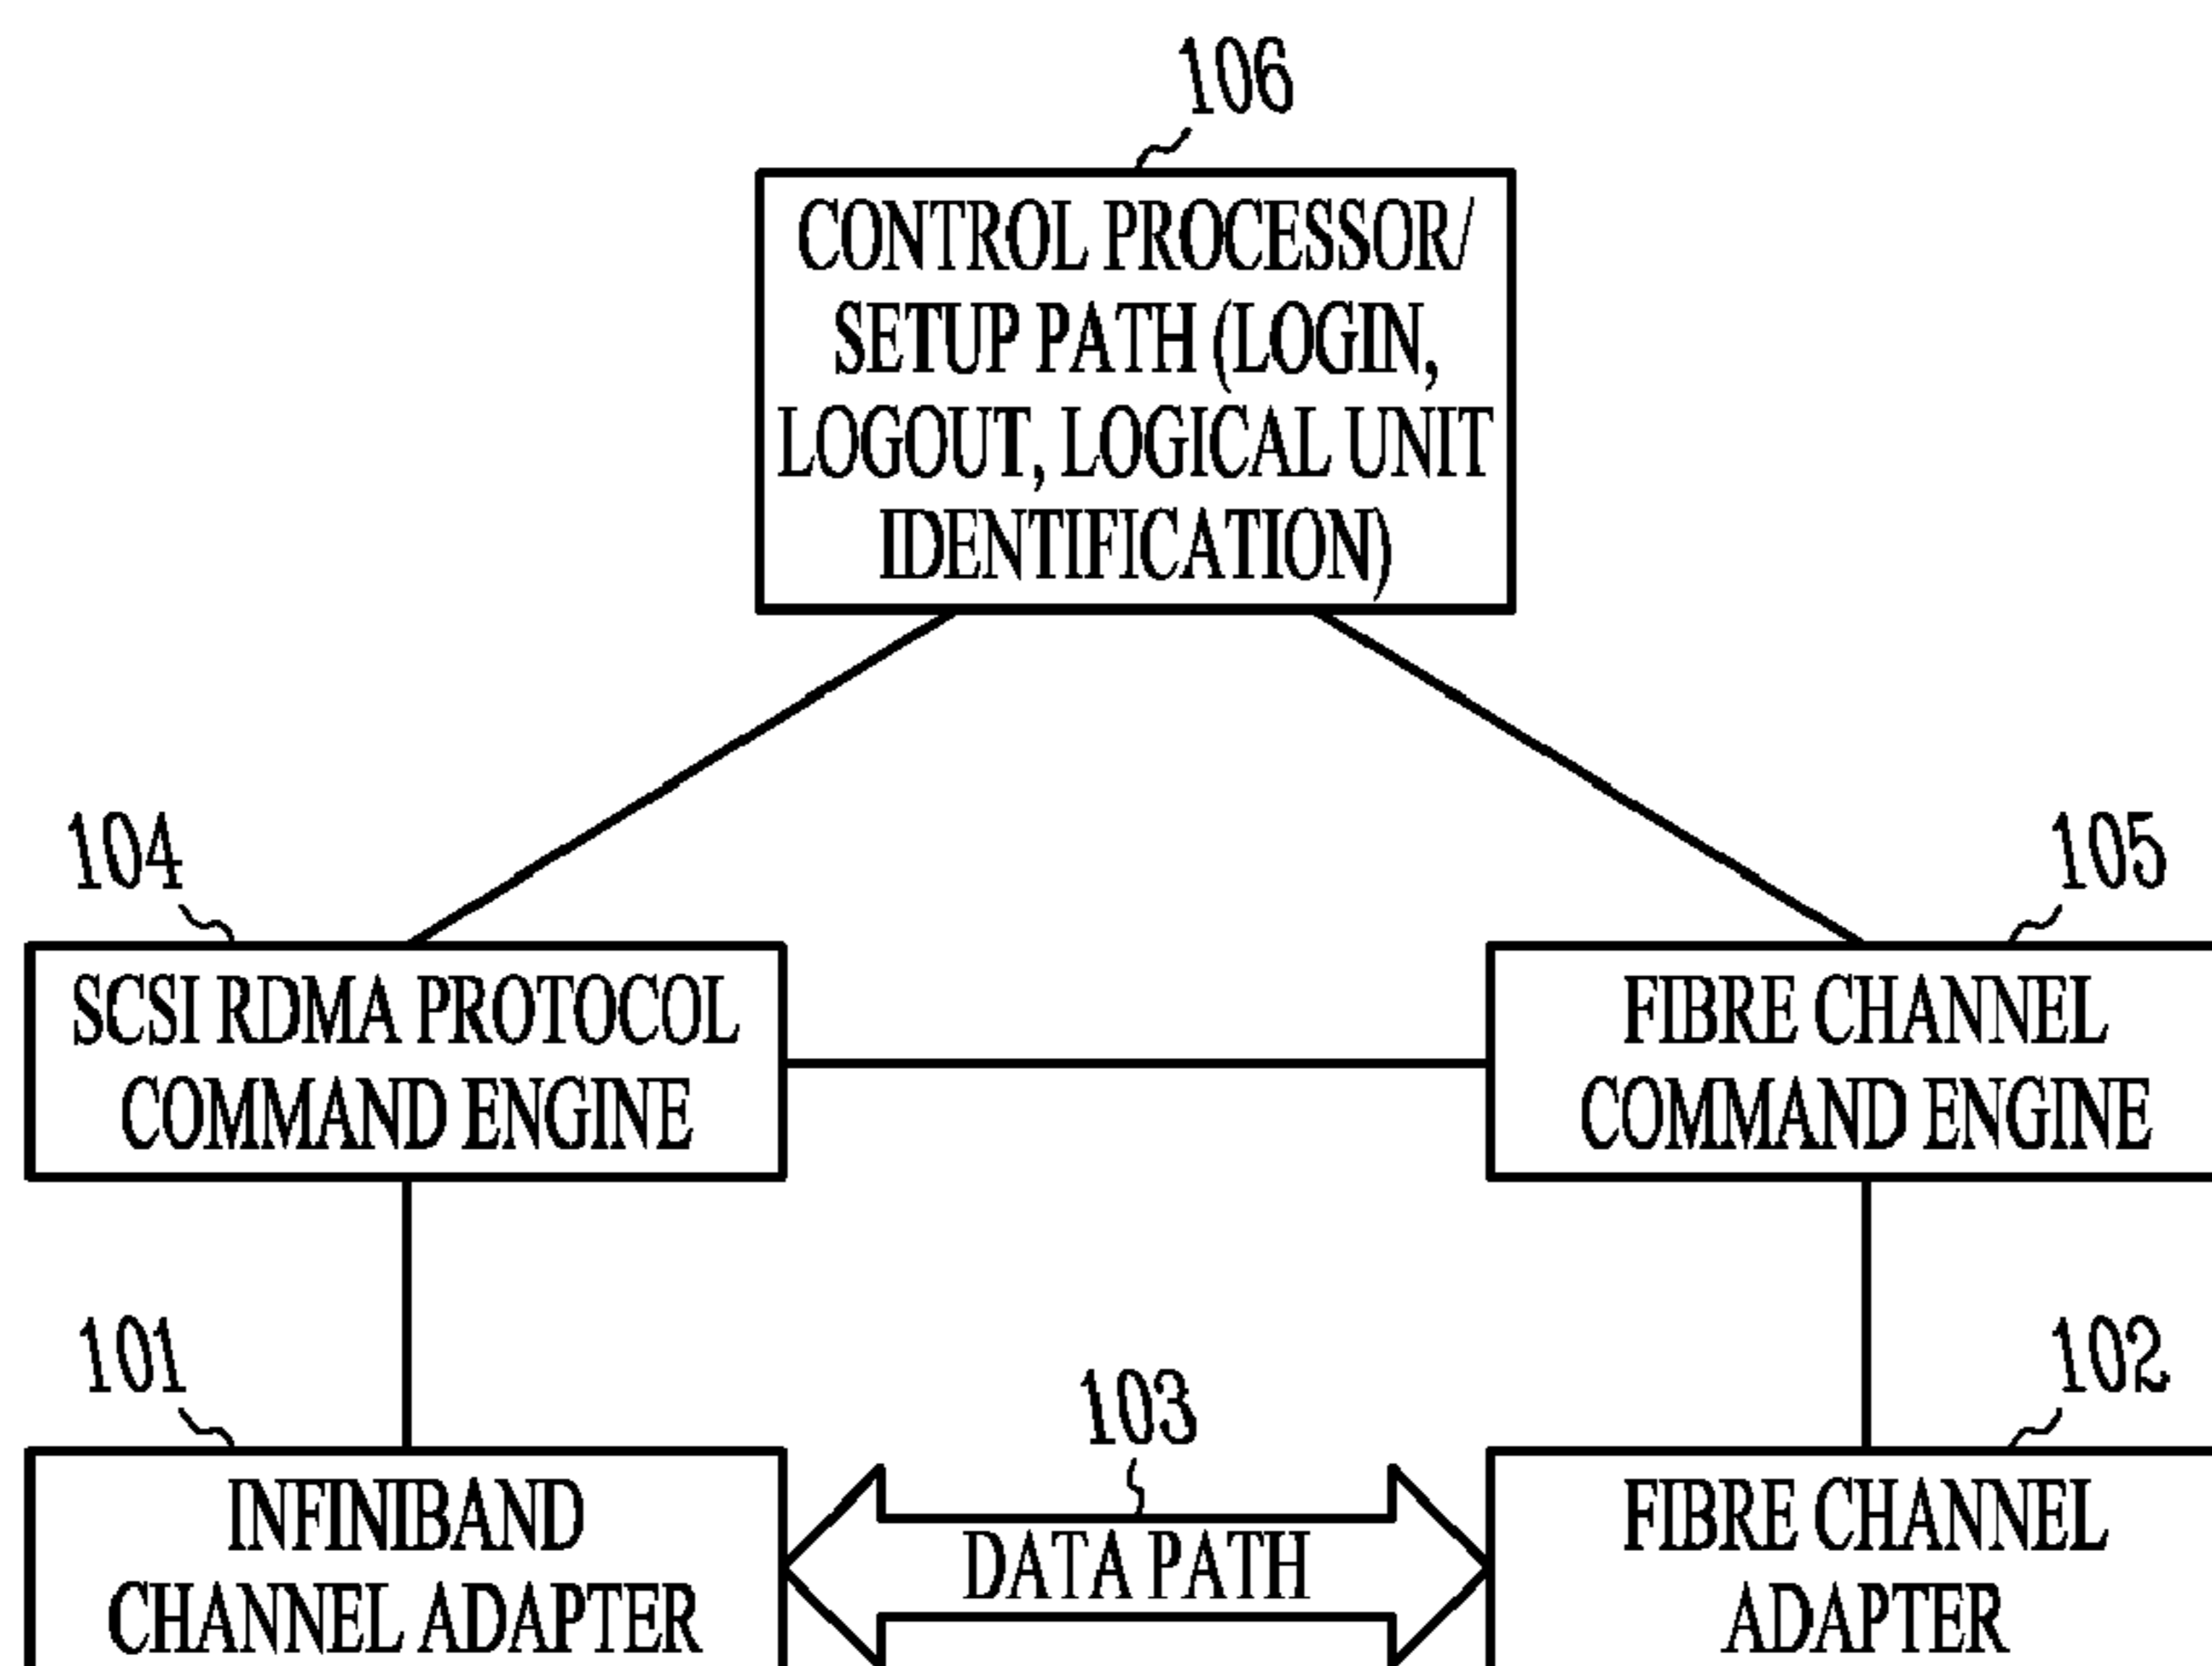 106
CONTROL PROCESSOR/
SETUP PATH (LOGIN,
LOGOUT, LOGICAL UNIT
IDENTIFICATION)
104
105
SCSI RDMA PROTOCOL
COMMAND ENGINE
FIBRE CHANNEL
COMMAND ENGINE
101
103
102
INFINIBAND
CHANNEL ADAPTER
DATA PATH
FIBRE CHANNEL
ADAPTER